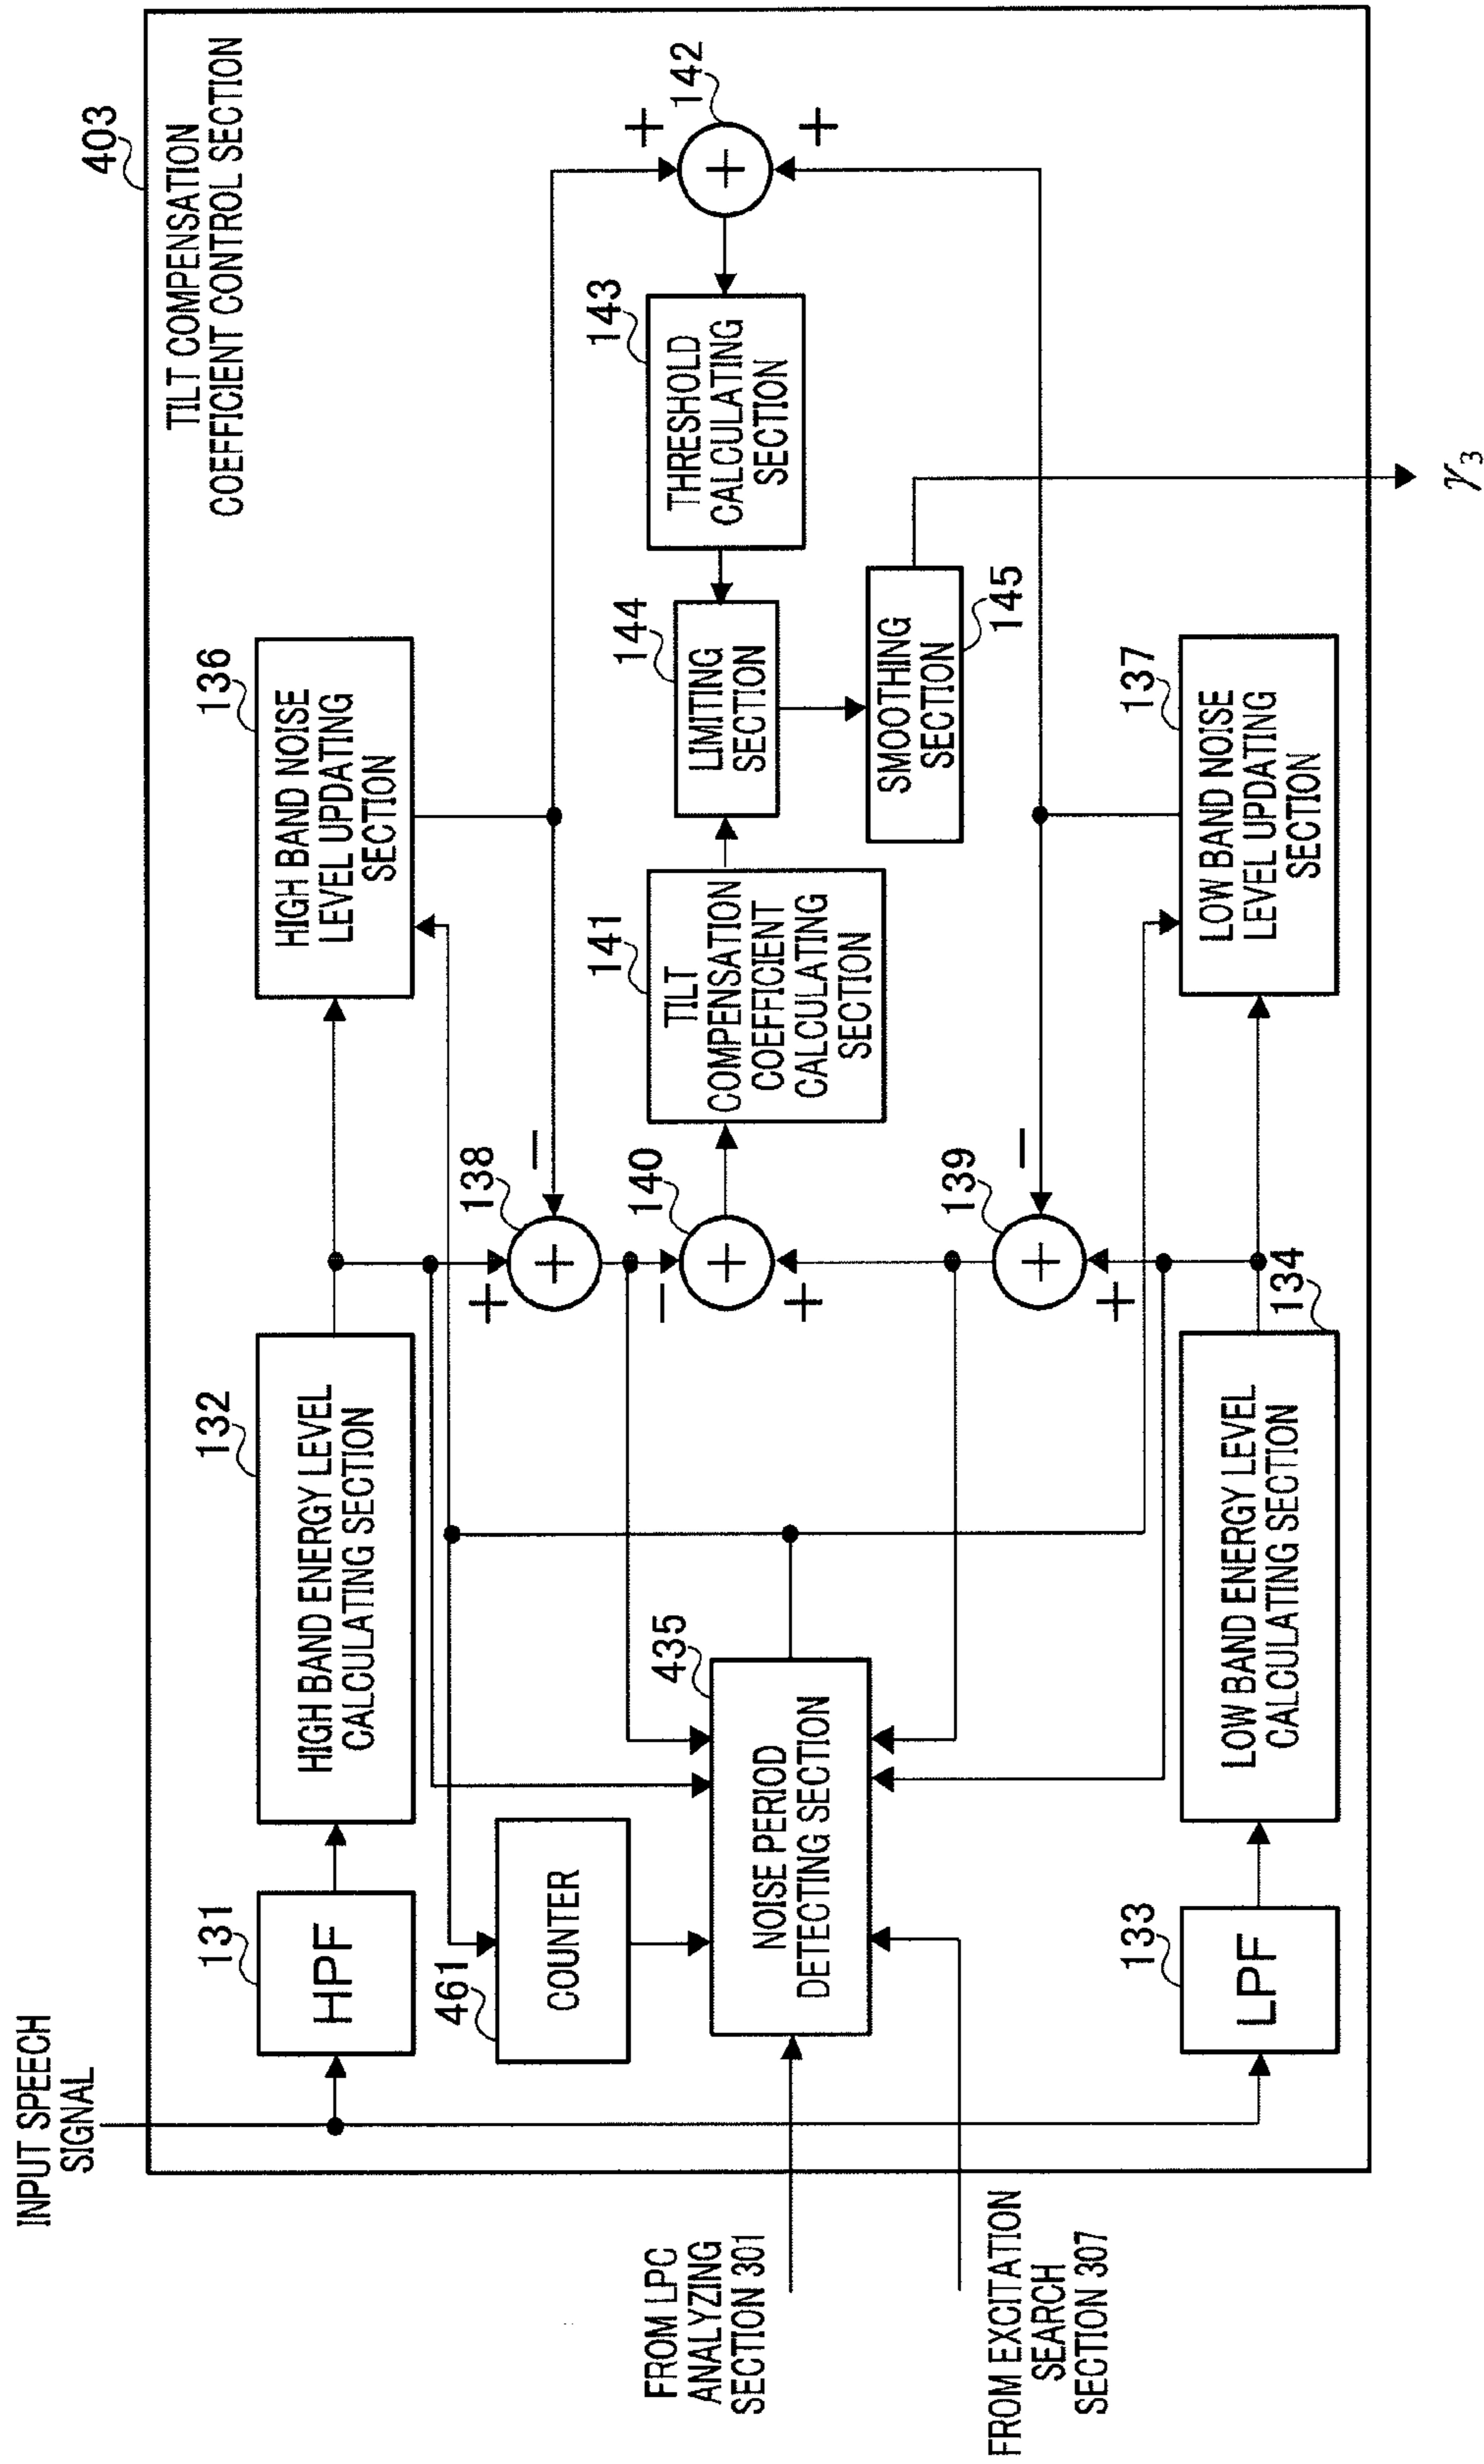 403
TILT COMPENSATION
COEFFICIENT CONTROL SECTION
INPUT SPEECH
SIGNAL
131
HPF
132
HIGH BAND ENERGY LEVEL
CALCULATING SECTION
136
HIGH BAND NOISE
LEVEL UPDATING
SECTION
461
COUNTER
138
+
+
−
142
+
+
+
140
+
−
+
141
TILT
COMPENSATION
COEFFICIENT
CALCULATING
SECTION
144
LIMITING
SECTION
143
THRESHOLD
CALCULATING
SECTION
435
NOISE PERIOD
DETECTING SECTION
FROM LPC
ANALYZING
SECTION 301
SMOOTHING
SECTION
145
139
+
−
+
FROM EXCITATION
SEARCH
SECTION 307
133
LPF
134
LOW BAND ENERGY LEVEL
CALCULATING SECTION
137
LOW BAND NOISE
LEVEL UPDATING
SECTION
γ3